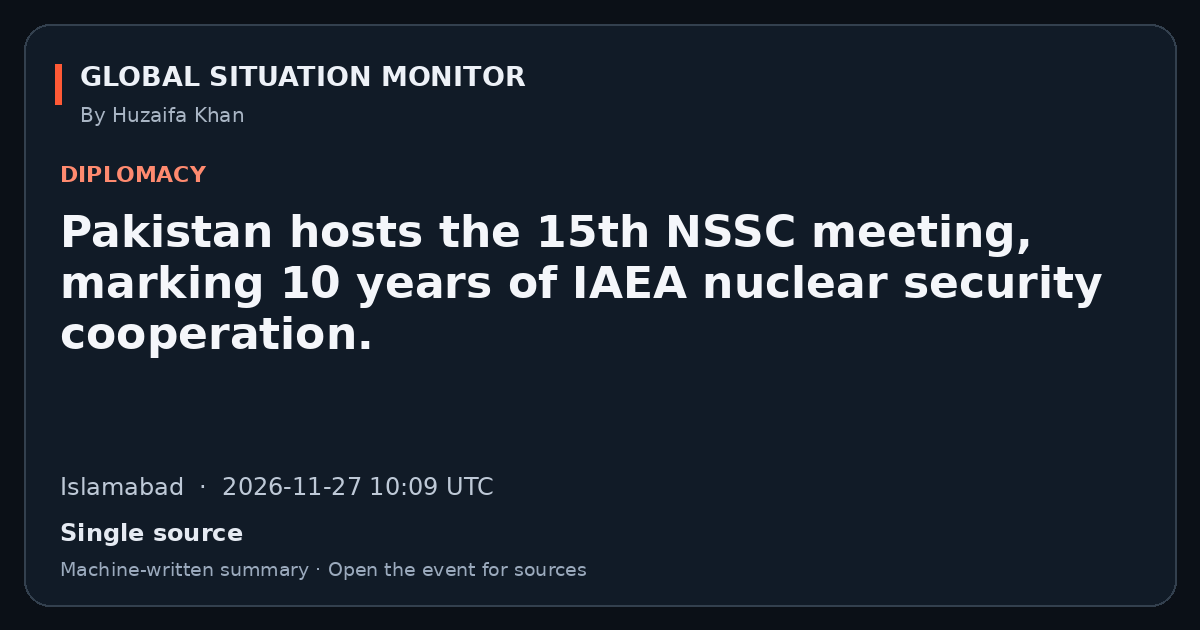 GLOBAL SITUATION MONITOR
By Huzaifa Khan
DIPLOMACY
Pakistan hosts the 15th NSSC meeting,
marking 10 years of IAEA nuclear security
cooperation.
Islamabad · 2026-11-27 10:09 UTC
Single source
Machine-written summary · Open the event for sources